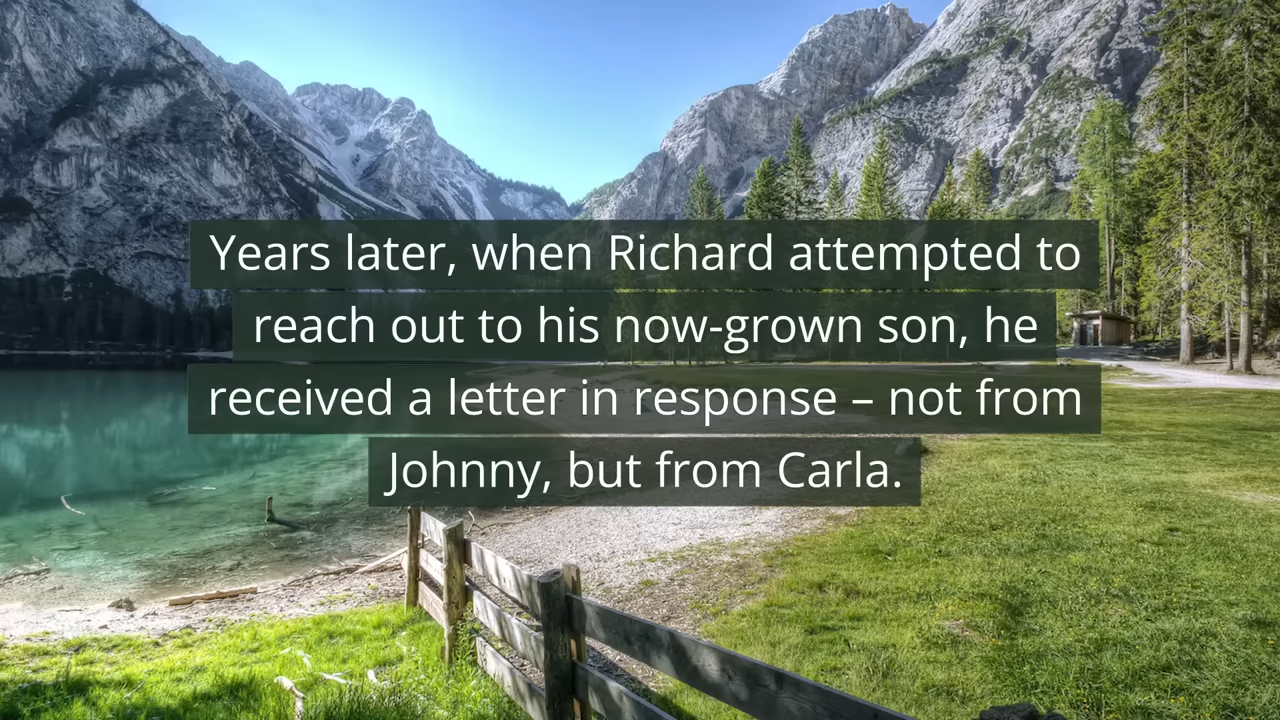 Years later, when Richard attempted to
reach out to his now-grown son, he
received a letter in response – not from
Johnny, but from Carla.